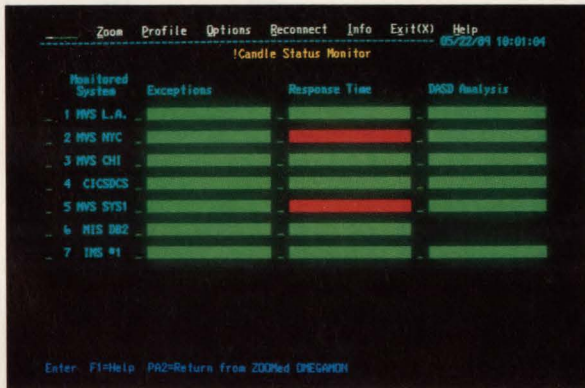 Zoom Profile Options Reconnect Info Exit(X) Help
05/22/89 10:01:04
!Candle Status Monitor
Monitored System Exceptions Response Time DASD Analysis
1 MVS L.A.
2 MVS NYC
3 MVS CHI
4 CICSDCS
5 MVS SYS1
6 MIS DB2
7 IMS #1
Enter F1=Help PA2=Return from ZOOMed OMEGAMON